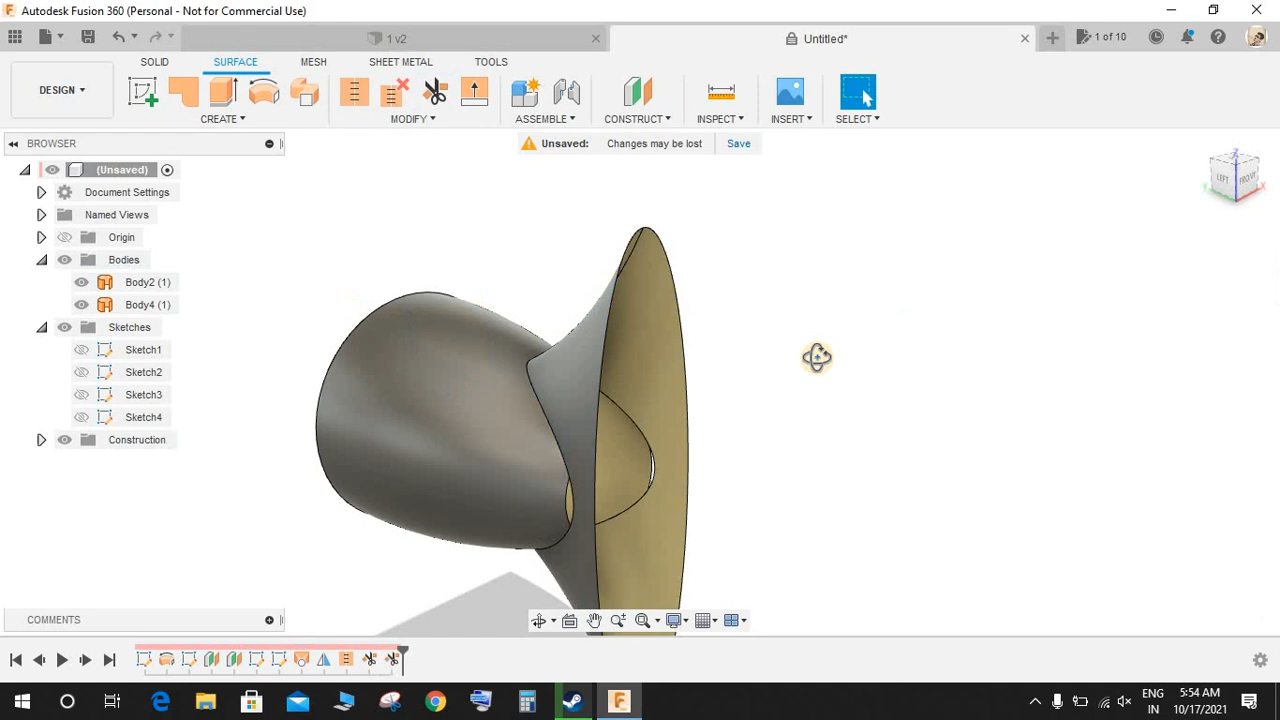 Autodesk Fusion 360 (Personal - Not for Commercial Use)
1 v2
Untitled*
1 of 10
DESIGN
SOLID SURFACE MESH SHEET METAL TOOLS
CREATE MODIFY ASSEMBLE CONSTRUCT INSPECT INSERT SELECT
BROWSER
Unsaved: Changes may be lost Save
(Unsaved)
LEFT FRONT
Z
Y X
Document Settings
Named Views
Origin
Bodies
Body2 (1)
Body4 (1)
Sketches
Sketch1
Sketch2
Sketch3
Sketch4
Construction
COMMENTS
ENG 5:54 AM
IN 10/17/2021